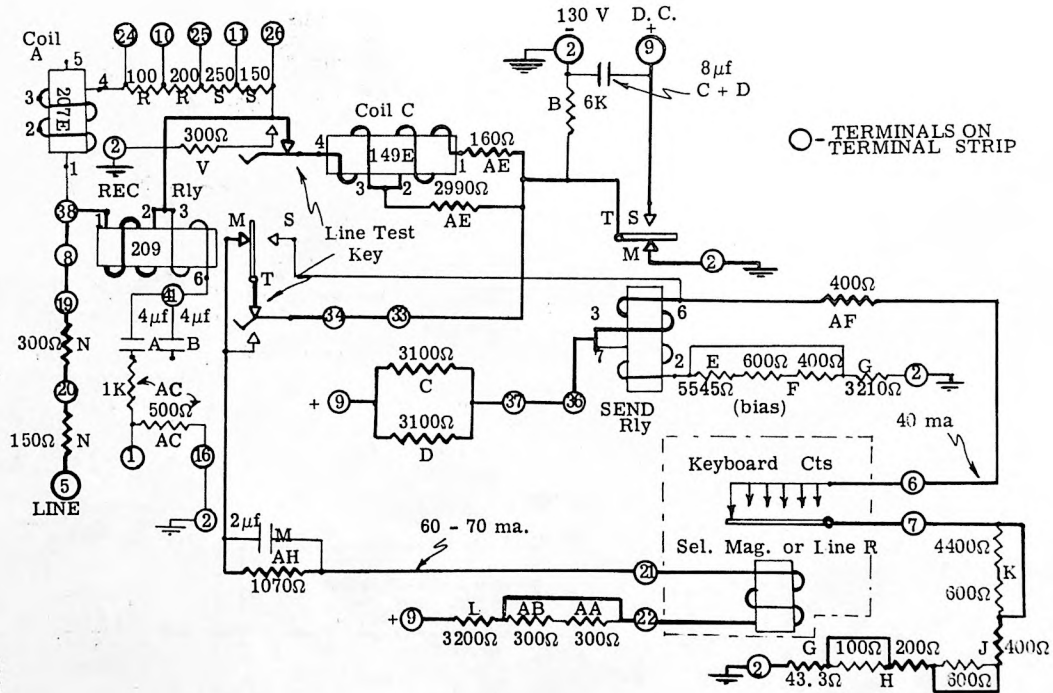 130 V D. C.
- +
2 9
Coil
A
24 10 25 11 26
5
4
100 200 250 150
R R S S
3
207E
2
1
8μf
C + D
B 6K
300Ω
2
V
Coil C
4 149E 1
160Ω
AE
3 2
2990Ω
AE
○- TERMINALS ON
TERMINAL STRIP
REC Rly
38
1 2 3
209
6
M S
T
Line Test
Key
T S
M
2
8
41
4μf 4μf
A B
19
300Ω N
34 33
3
6
7
2
400Ω
AF
1K AC
500Ω
AC
20
3100Ω
C
+ 9 37 36
3100Ω
D
SEND
Rly
E 600Ω 400Ω G 2
5545Ω F 3210Ω
(bias)
40 ma
150Ω N
1 16
5
LINE
2
Keyboard Cts
6
7
2μf M
AH
1070Ω
60 - 70 ma.
Sel. Mag. or Line R
21
4400Ω
K
600Ω
+ 9 L AB AA 22
3200Ω 300Ω 300Ω
G 100Ω 200Ω J 400Ω
2
43.3Ω H 600Ω